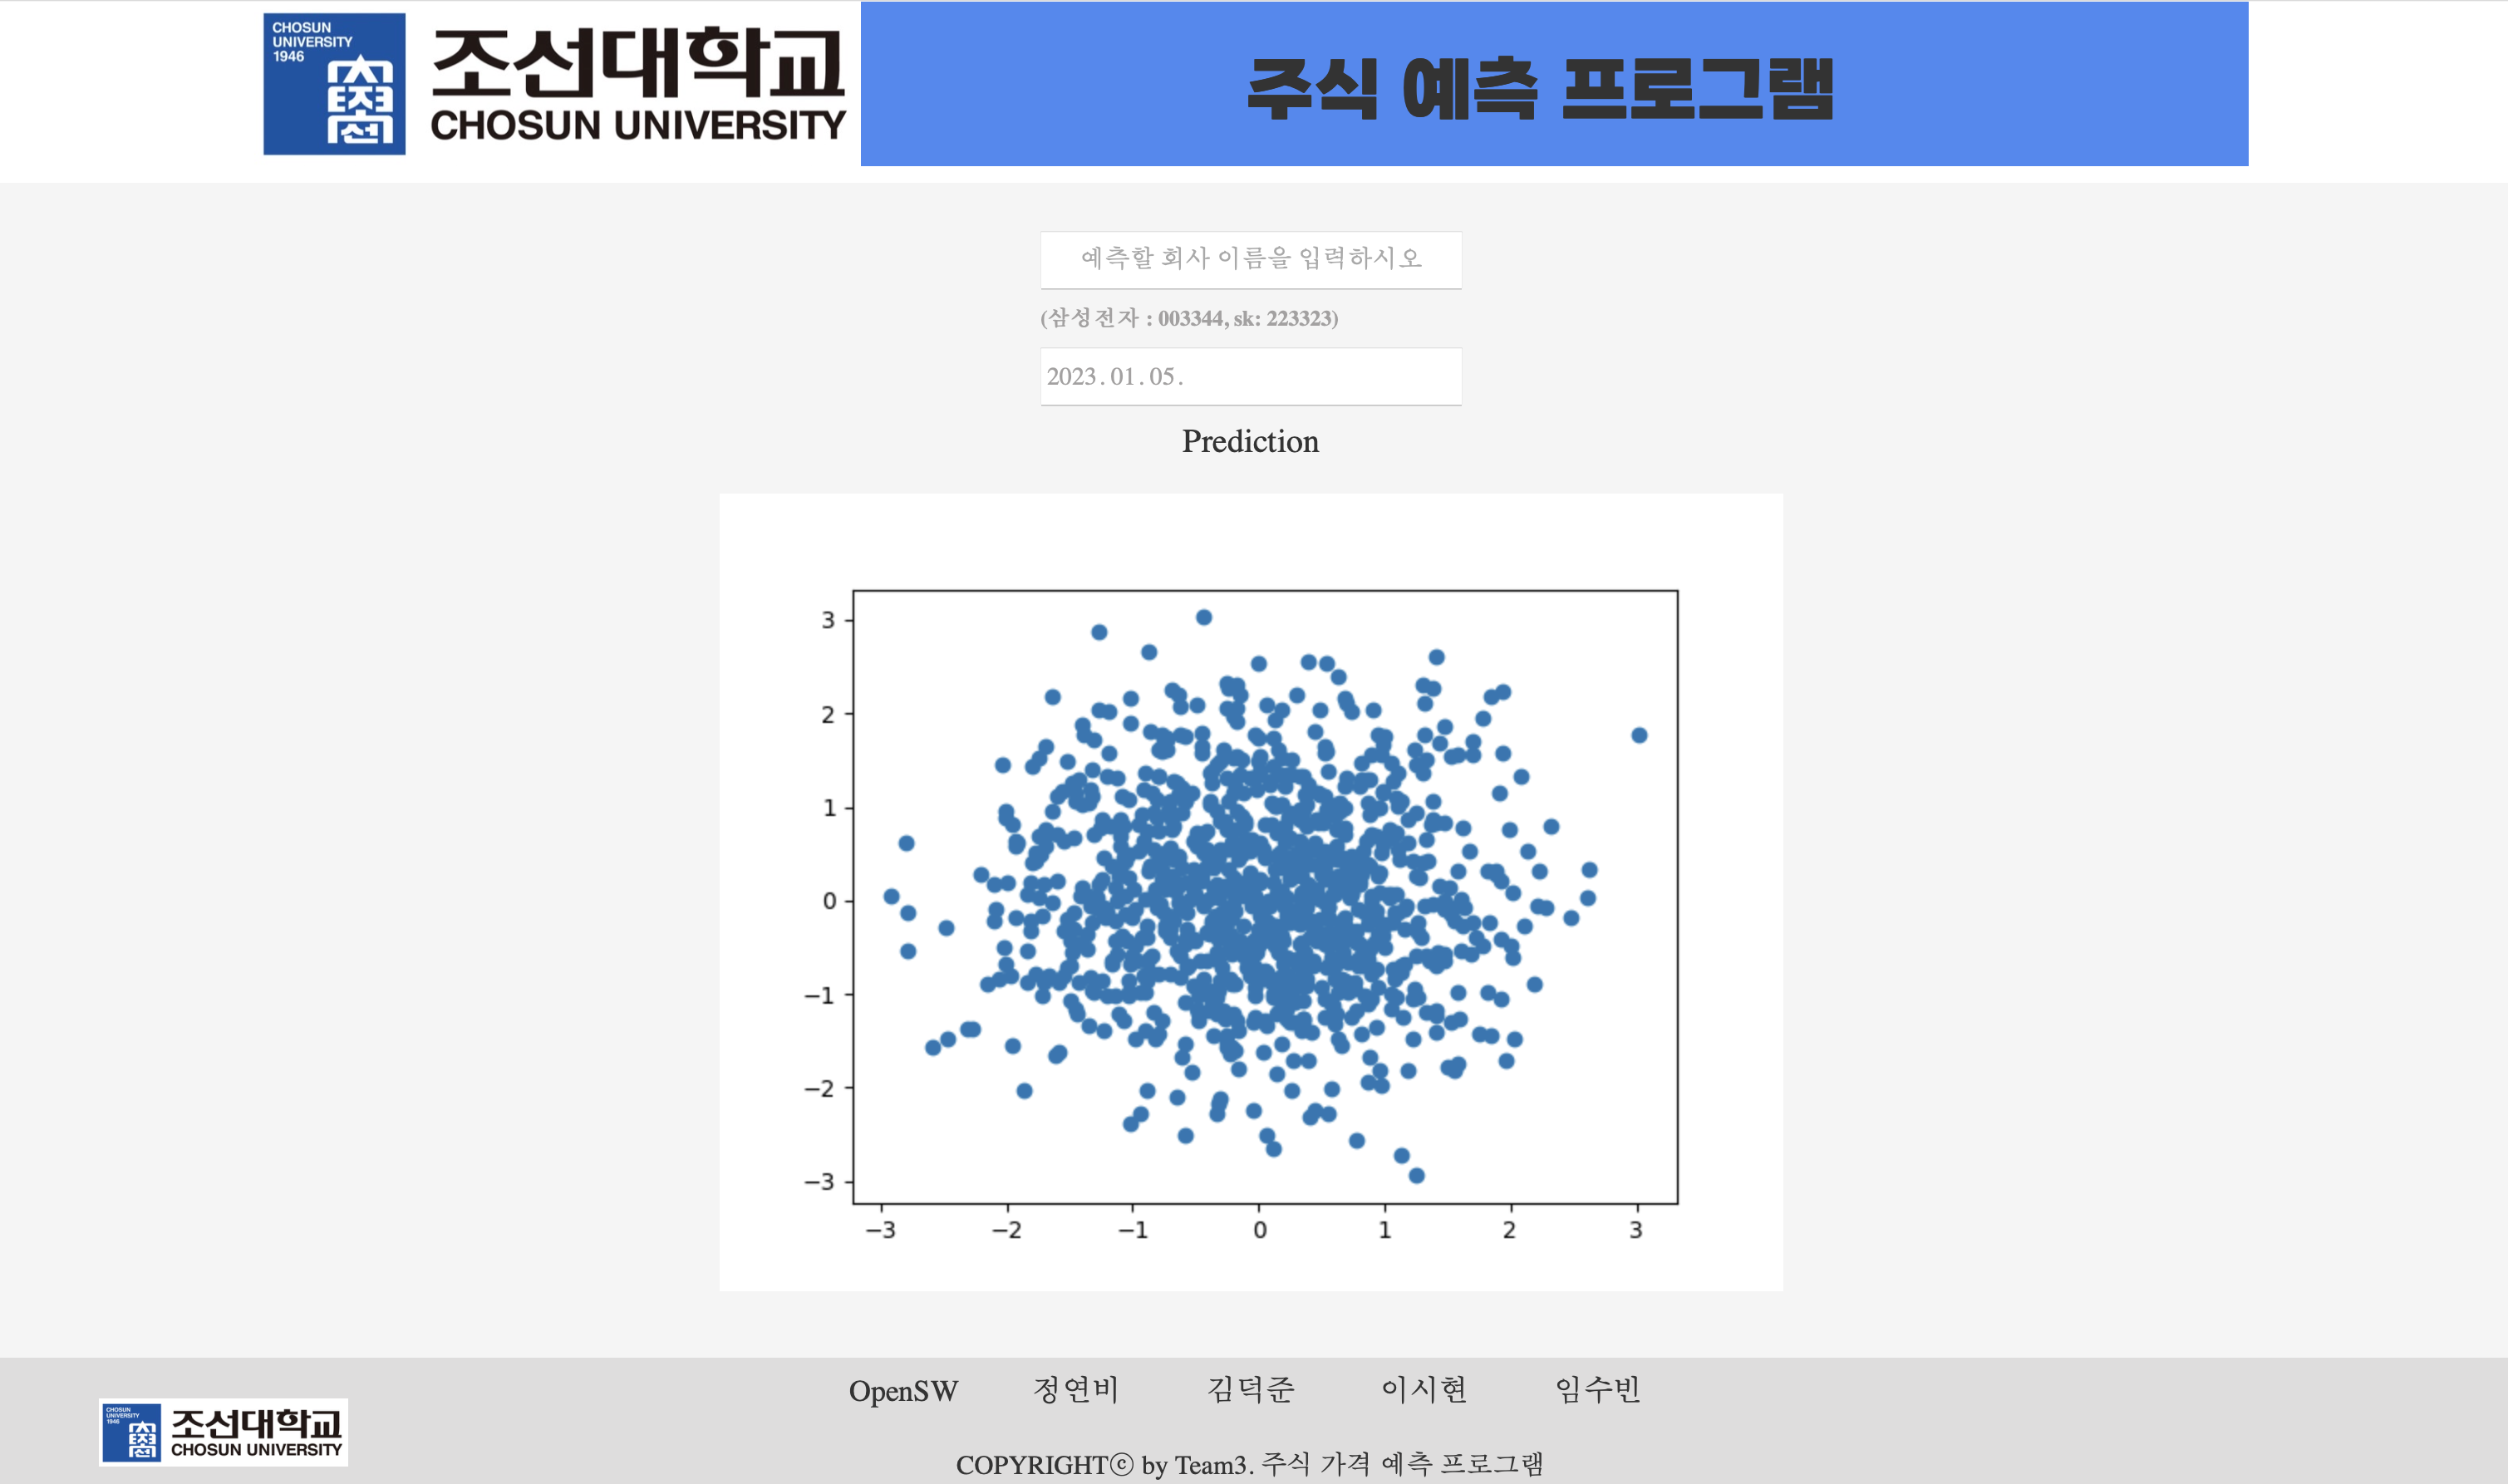 CHOSUN
UNIVERSITY
1946
조선대학교
CHOSUN UNIVERSITY
주식 예측 프로그램
예측할 회사 이름을 입력하시오
(삼성전자 : 003344, sk: 223323)
2023. 01. 05.
Prediction
3
2
1
0
−1
−2
−3
−3 −2 −1 0 1 2 3
OpenSW 정연비 김덕준 이시현 임수빈
CHOSUN
UNIVERSITY
1946
조선대학교
CHOSUN UNIVERSITY
COPYRIGHTⓒ by Team3. 주식 가격 예측 프로그램